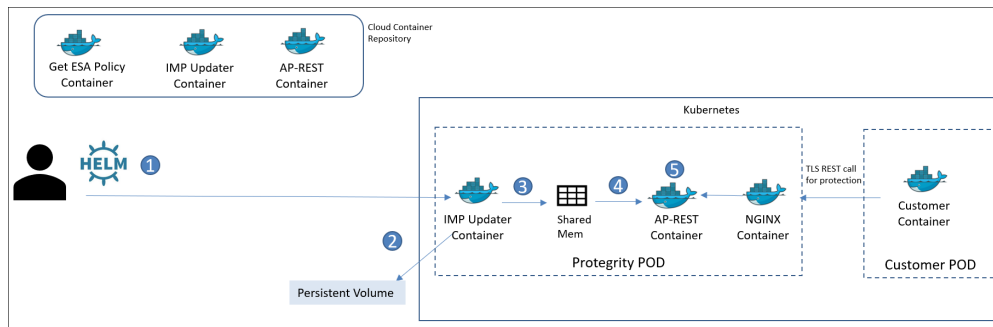 Cloud Container
Repository
Get ESA Policy
Container
IMP Updater
Container
AP-REST
Container
Kubernetes
HELM
1
TLS REST call
for protection
5
3
4
IMP Updater
Container
Shared
Mem
AP-REST
Container
NGINX
Container
Customer
Container
2
Protegrity POD
Customer POD
Persistent Volume